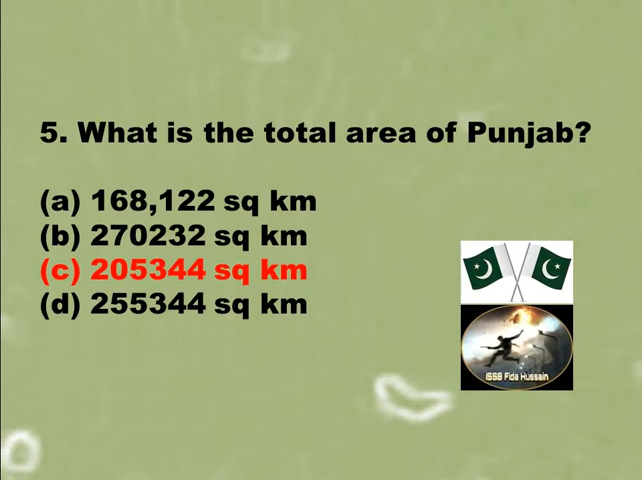 5. What is the total area of Punjab?
(a) 168,122 sq km
(b) 270232 sq km
(c) 205344 sq km
(d) 255344 sq km
ISSB Fida Hussain